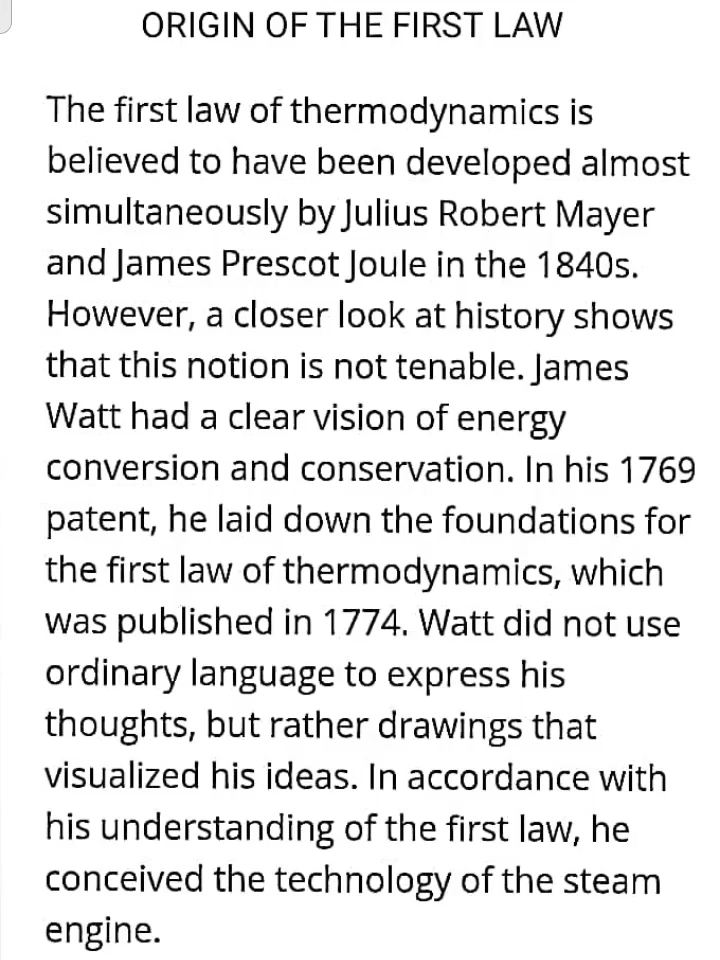 ORIGIN OF THE FIRST LAW
The first law of thermodynamics is
believed to have been developed almost
simultaneously by Julius Robert Mayer
and James Prescot Joule in the 1840s.
However, a closer look at history shows
that this notion is not tenable. James
Watt had a clear vision of energy
conversion and conservation. In his 1769
patent, he laid down the foundations for
the first law of thermodynamics, which
was published in 1774. Watt did not use
ordinary language to express his
thoughts, but rather drawings that
visualized his ideas. In accordance with
his understanding of the first law, he
conceived the technology of the steam
engine.